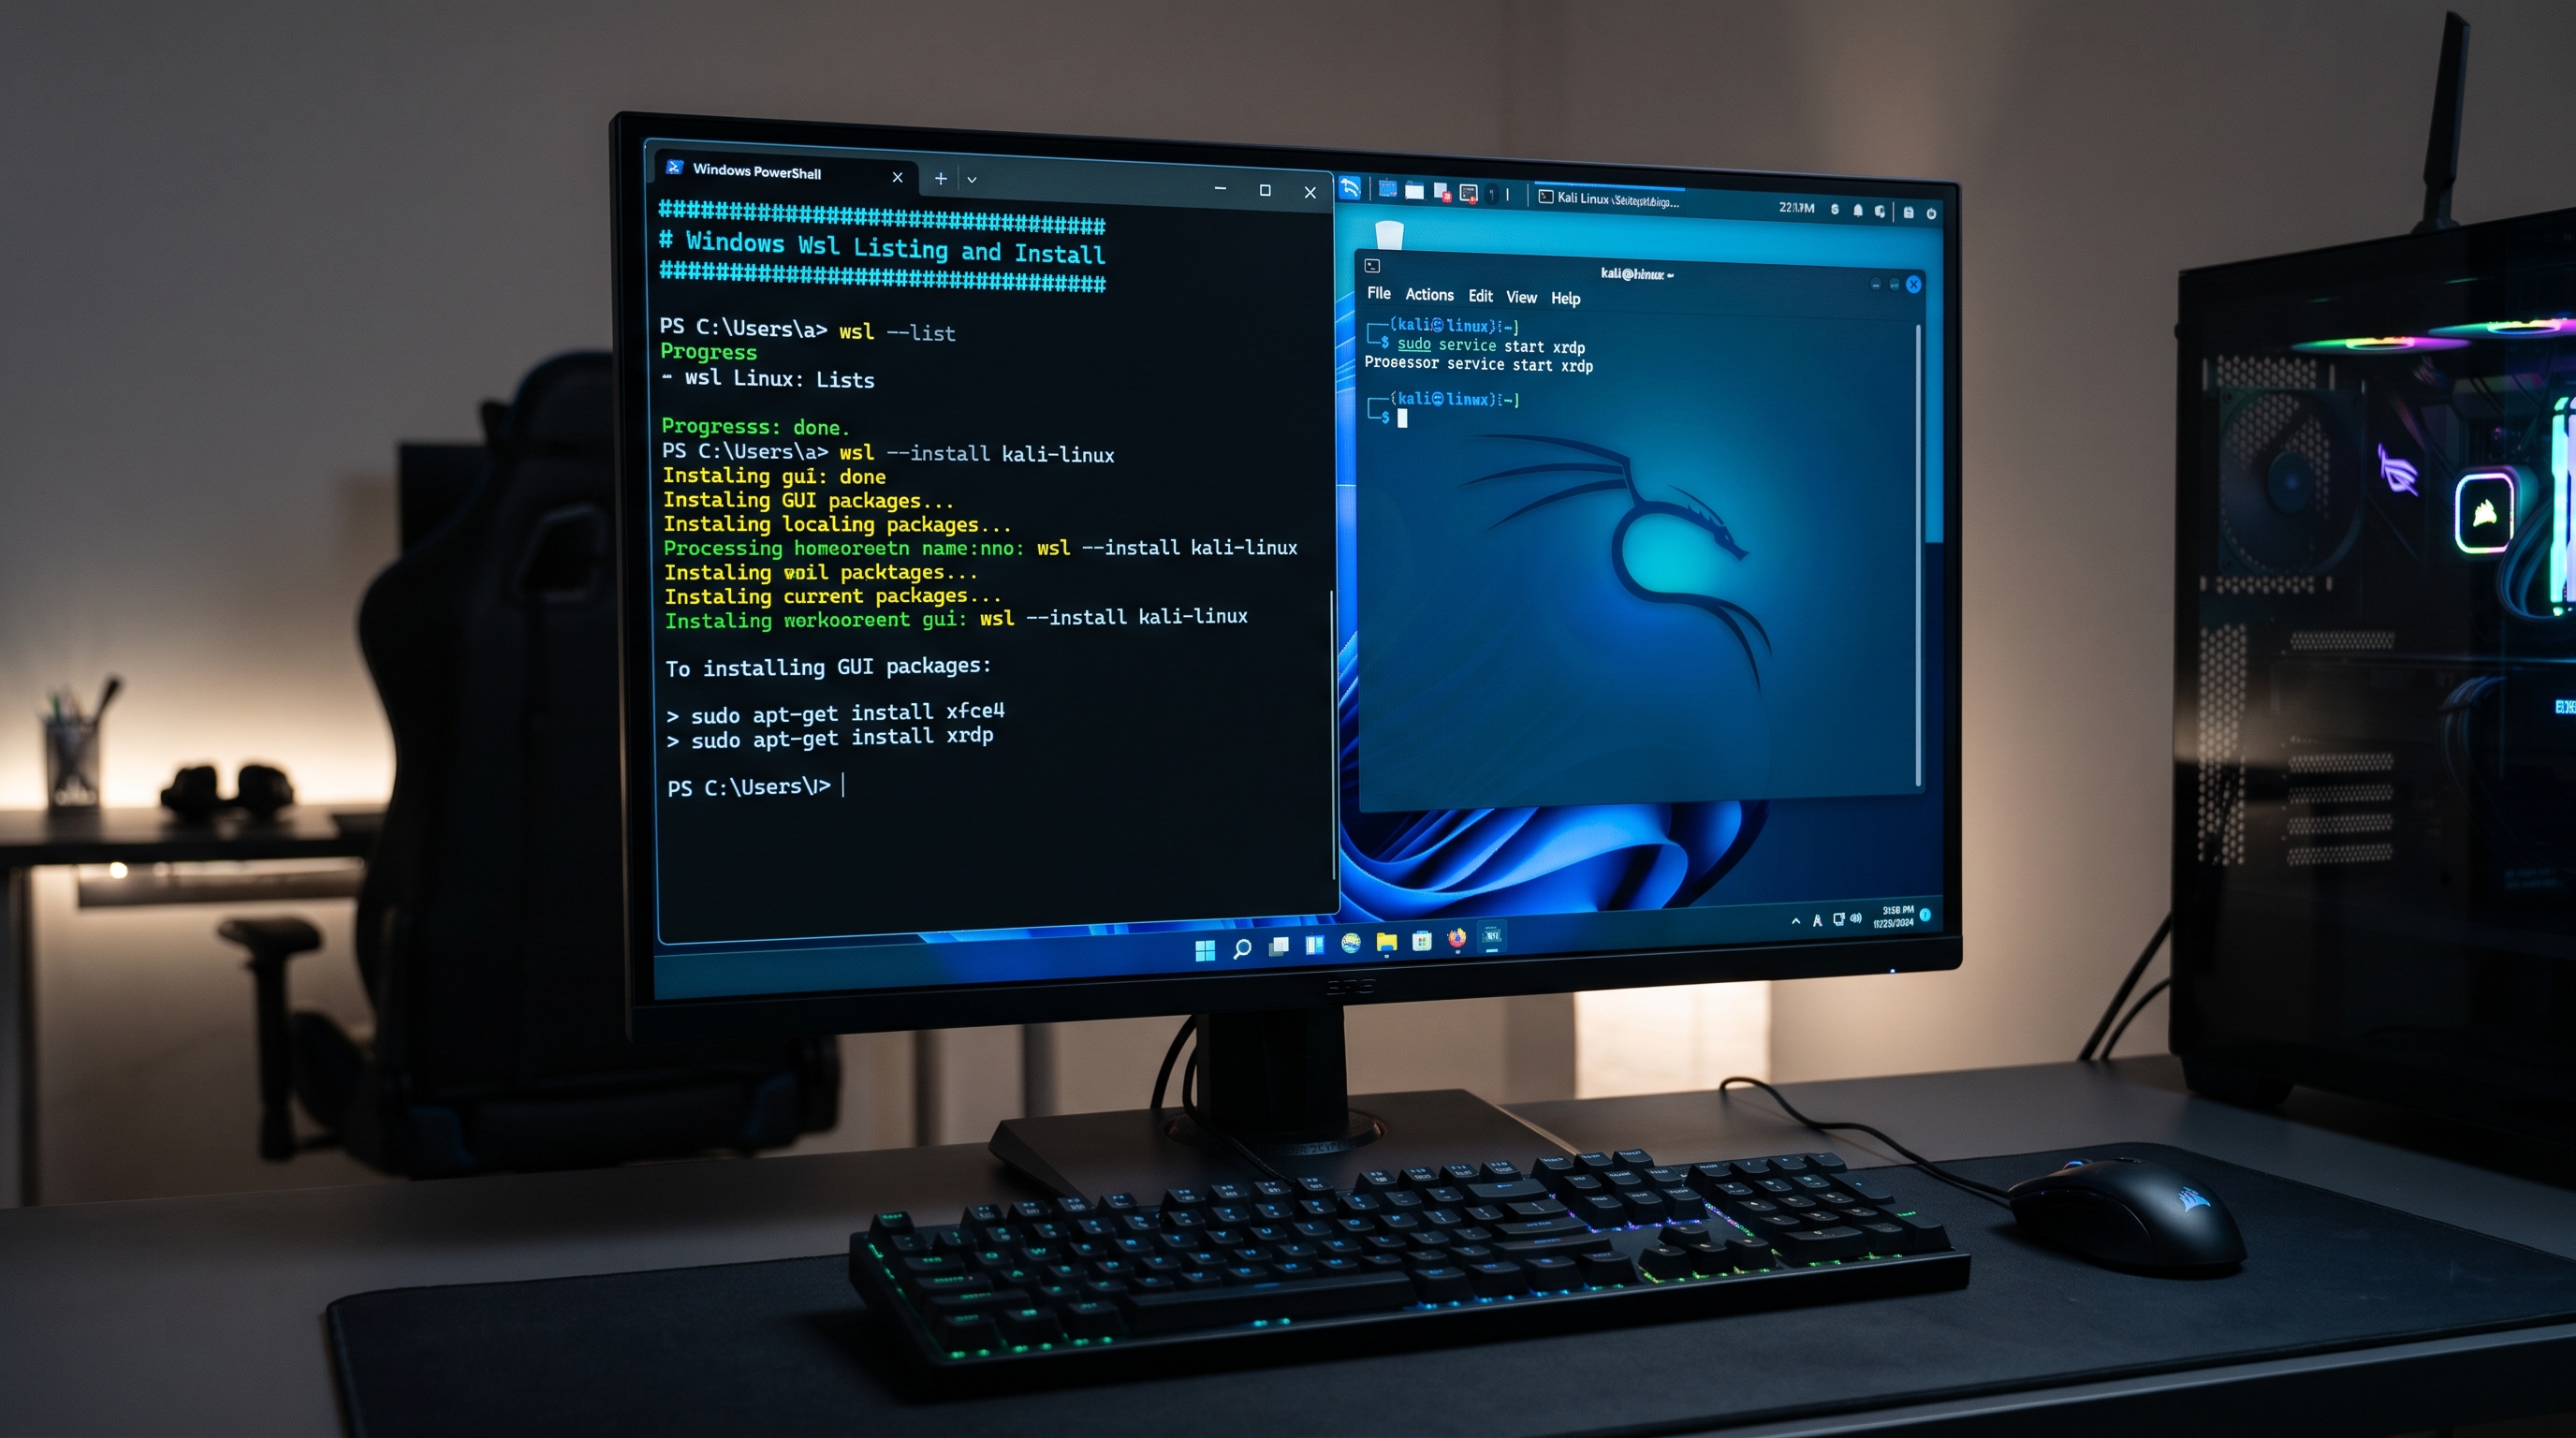 Windows PowerShell
################################
# Windows Wsl Listing and Install
################################
PS C:\Users\a> wsl --list
Progress
- wsl Linux: Lists
Progresss: done.
PS C:\Users\a> wsl --install kali-linux
Instaling gui: done
Instaling GUI packages...
Instaling localing packages...
Processing homeoreetn name:nno: wsl --install kali-linux
Instaling woil packtages...
Instaling current packages...
Instaling workooreent gui: wsl --install kali-linux
To installing GUI packages:
> sudo apt-get install xfce4
> sudo apt-get install xrdp
PS C:\Users\l>
Kali Linux
File Actions Edit View Help
(kali@linux)[~]
$ sudo service start xrdp
Proeessor service start xrdp
(kali@linwx)[~]
$